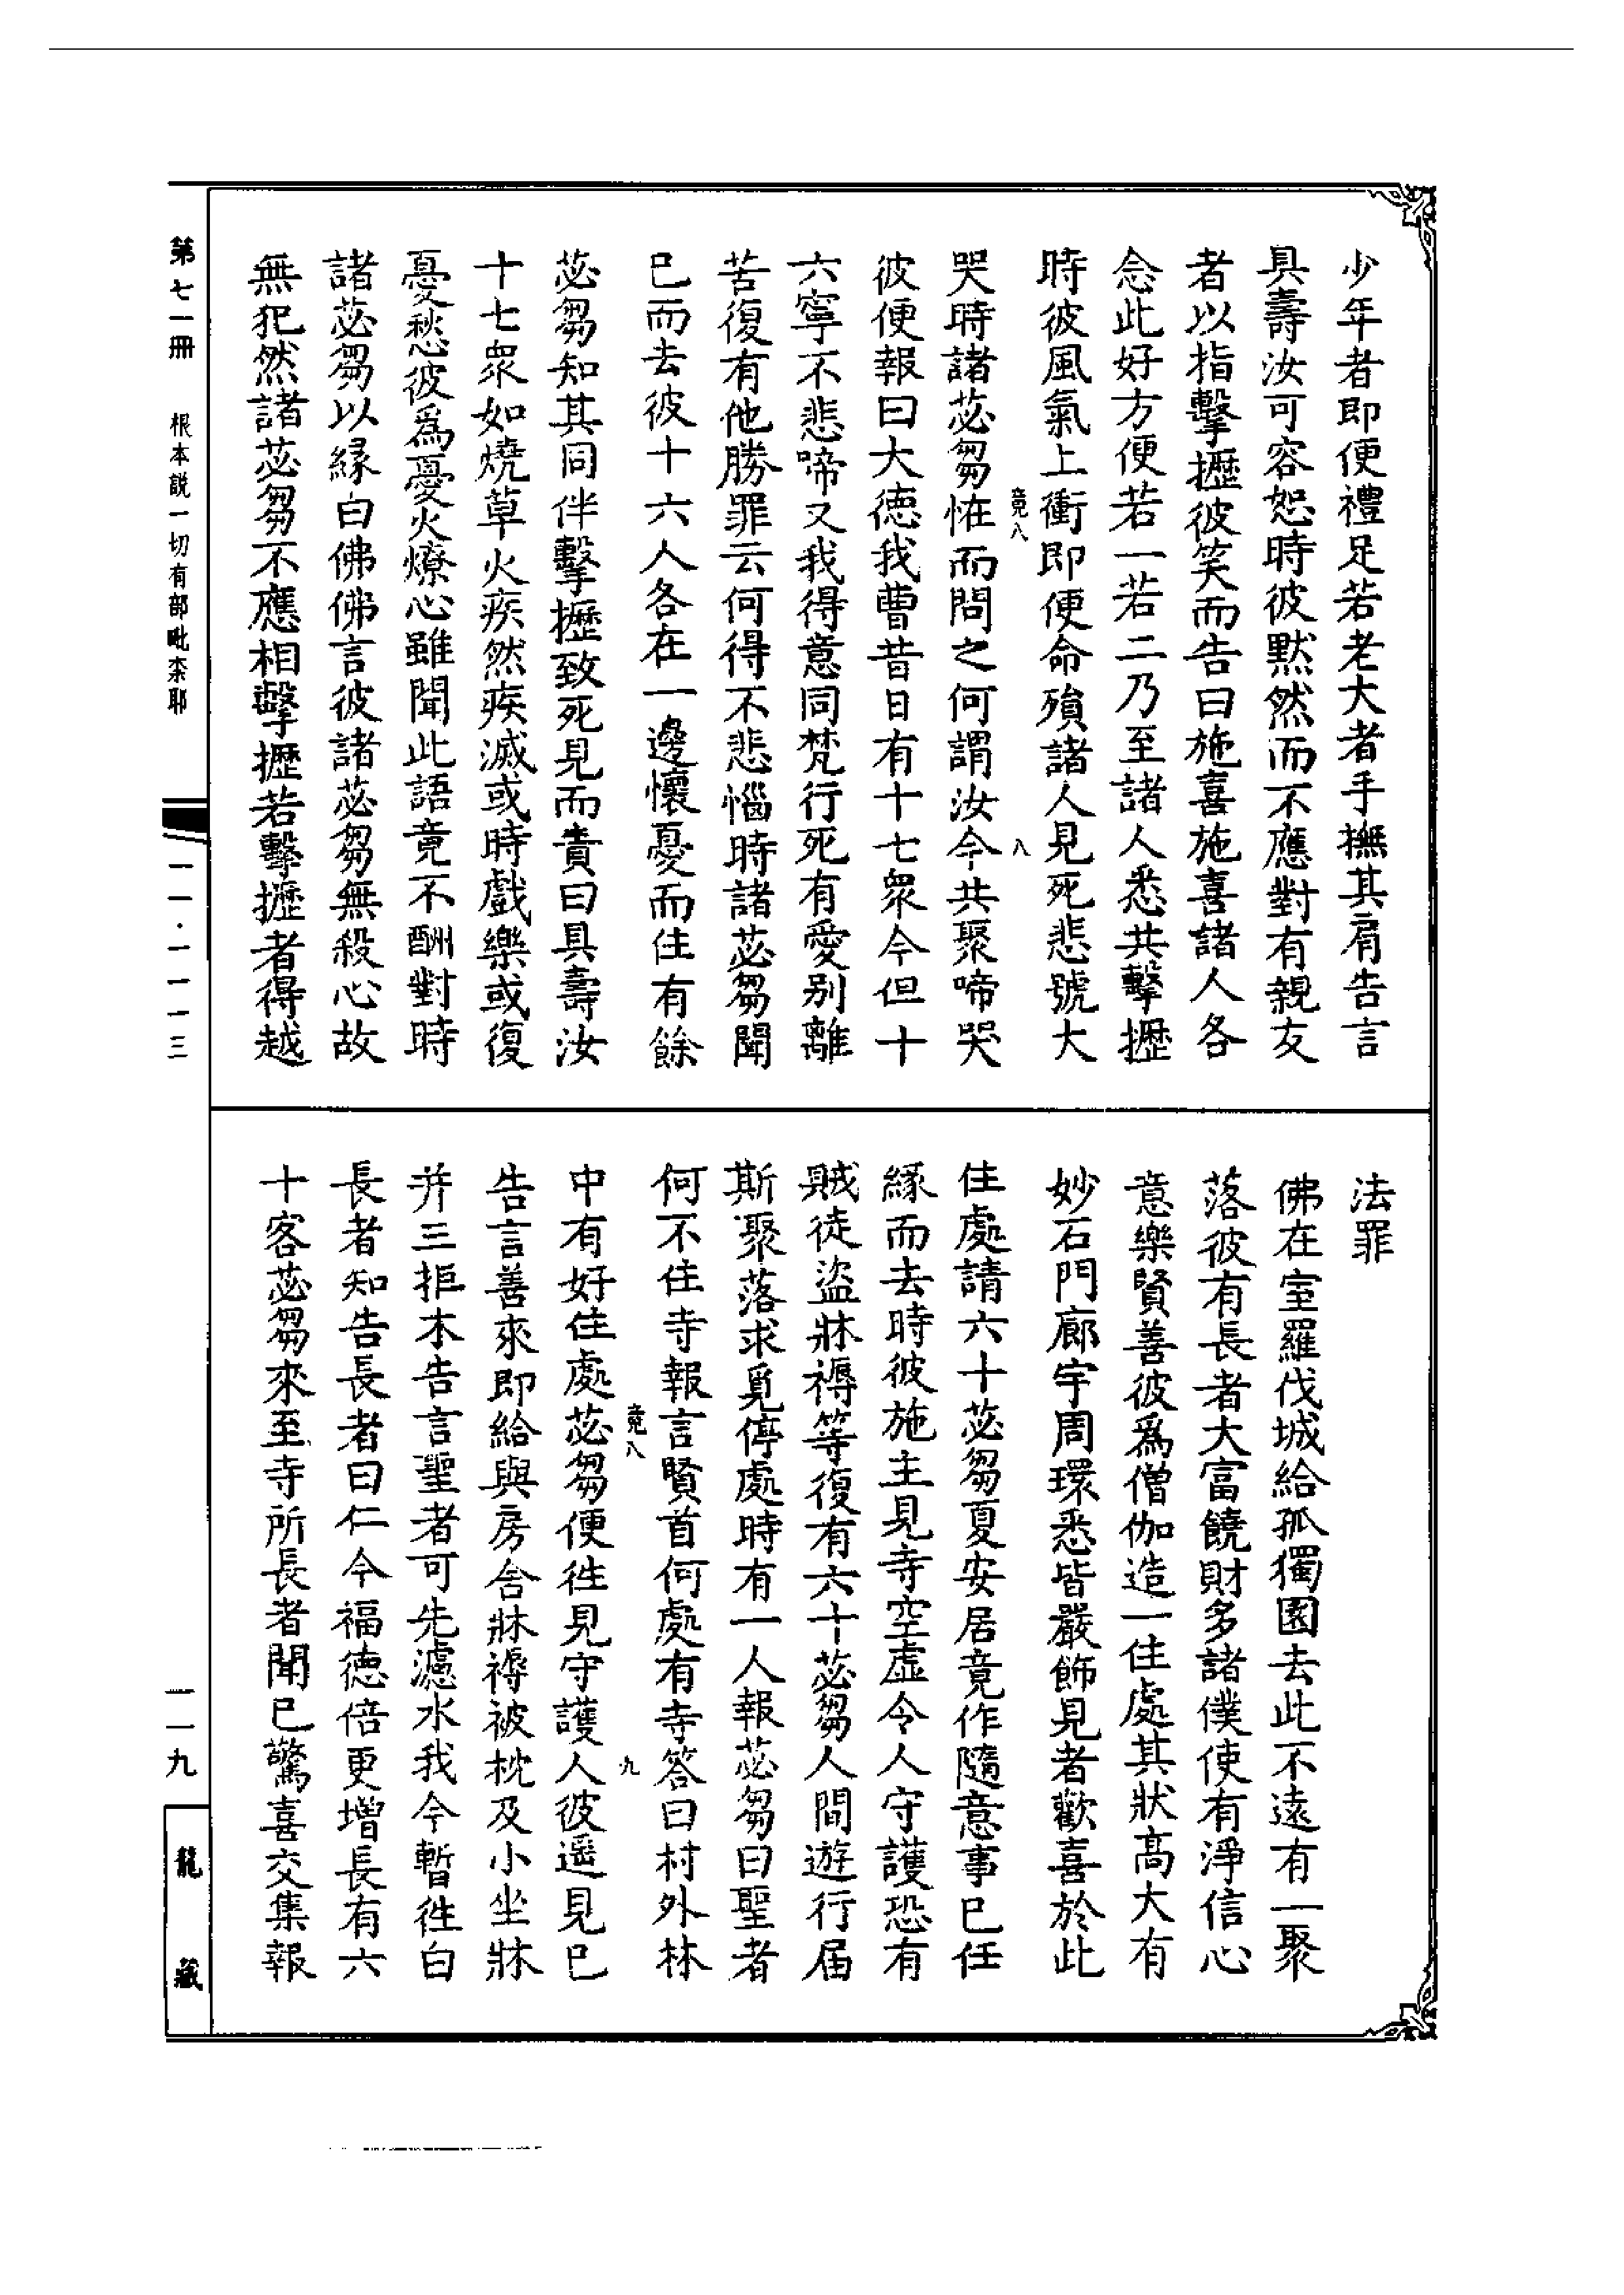 少年者即便禮足若老大者手撫其肩告言
具壽汝可容恕時彼默然而不應對有親友
者以指擊攊彼笑而告曰施喜施喜諸人各
念此好方便若一若二乃至諸人悉共擊攊
時彼風氣上衝即便命殞諸人見死悲號大
竟八
八
哭時諸苾芻怪而問之何謂汝今共聚啼哭
彼便報曰大德我曹昔日有十七衆今但十
六寧不悲啼又我得意同梵行死有愛別離
苦復有他勝罪云何得不悲惱時諸苾芻聞
已而去彼十六人各在一邊懷憂而住有餘
苾芻知其同伴擊攊致死見而責曰具壽汝
十七衆如燒草火疾然疾滅或時戲樂或復
憂愁彼爲憂火燎心雖聞此語竟不酬對時
諸苾芻以緣白佛佛言彼諸苾芻無殺心故
無犯然諸苾芻不應相擊攊若擊攊者得越
法罪
佛在室羅伐城給孤獨園去此不遠有一聚
落彼有長者大富饒財多諸僕使有淨信心
意樂賢善彼爲僧伽造一住處其狀高大有
妙石門廊宇周環悉皆嚴飾見者歡喜於此
住處請六十苾芻夏安居竟作隨意事已任
緣而去時彼施主見寺空虛令人守護恐有
賊徒盜牀褥等復有六十苾芻人間遊行届
斯聚落求覓停處時有一人報苾芻曰聖者
何不住寺報言賢首何處有寺答曰村外林
竟八
九
中有好住處苾芻便往見守護人彼遥見已
告言善來即給與房舍牀褥被枕及小坐牀
并三拒木告言聖者可先濾水我今暫往白
長者知告長者曰仁今福德倍更增長有六
十客苾芻來至寺所長者聞已驚喜交集報
第七一冊
根本説一切有部毗柰耶
一一·一一一三
一一九
龍藏